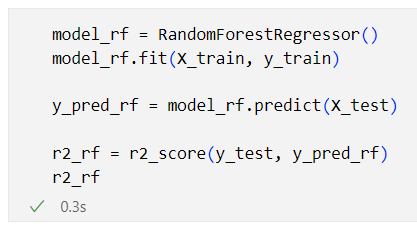 model_rf = RandomForestRegressor()
model_rf.fit(X_train, y_train)
y_pred_rf = model_rf.predict(X_test)
r2_rf = r2_score(y_test, y_pred_rf)
r2_rf
0.3s